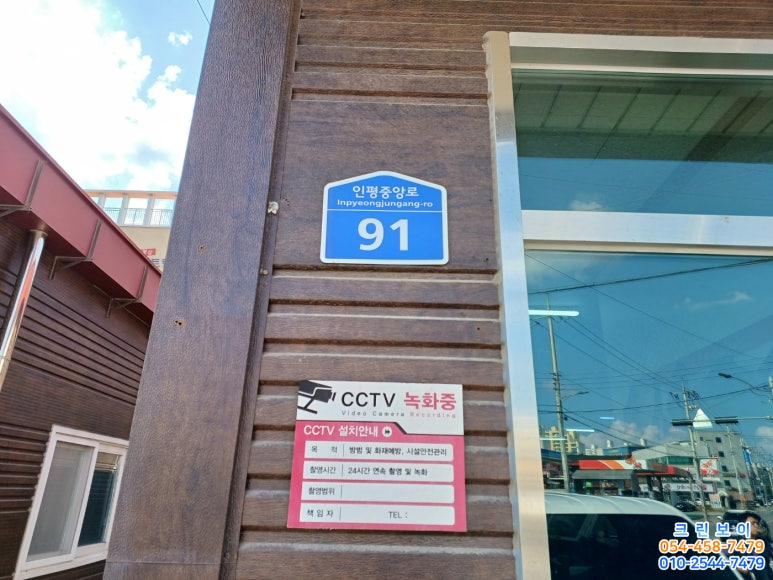 인평중앙로
Inpyeongjungang-ro
91
CCTV 녹화중
Video Camera Recording
CCTV 설치안내
목 적 방범 및 화재예방, 시설안전관리
촬영시간 24시간 연속 촬영 및 녹화
촬영범위
책 임 자 TEL :
크린보이
054-458-7479
010-2544-7479